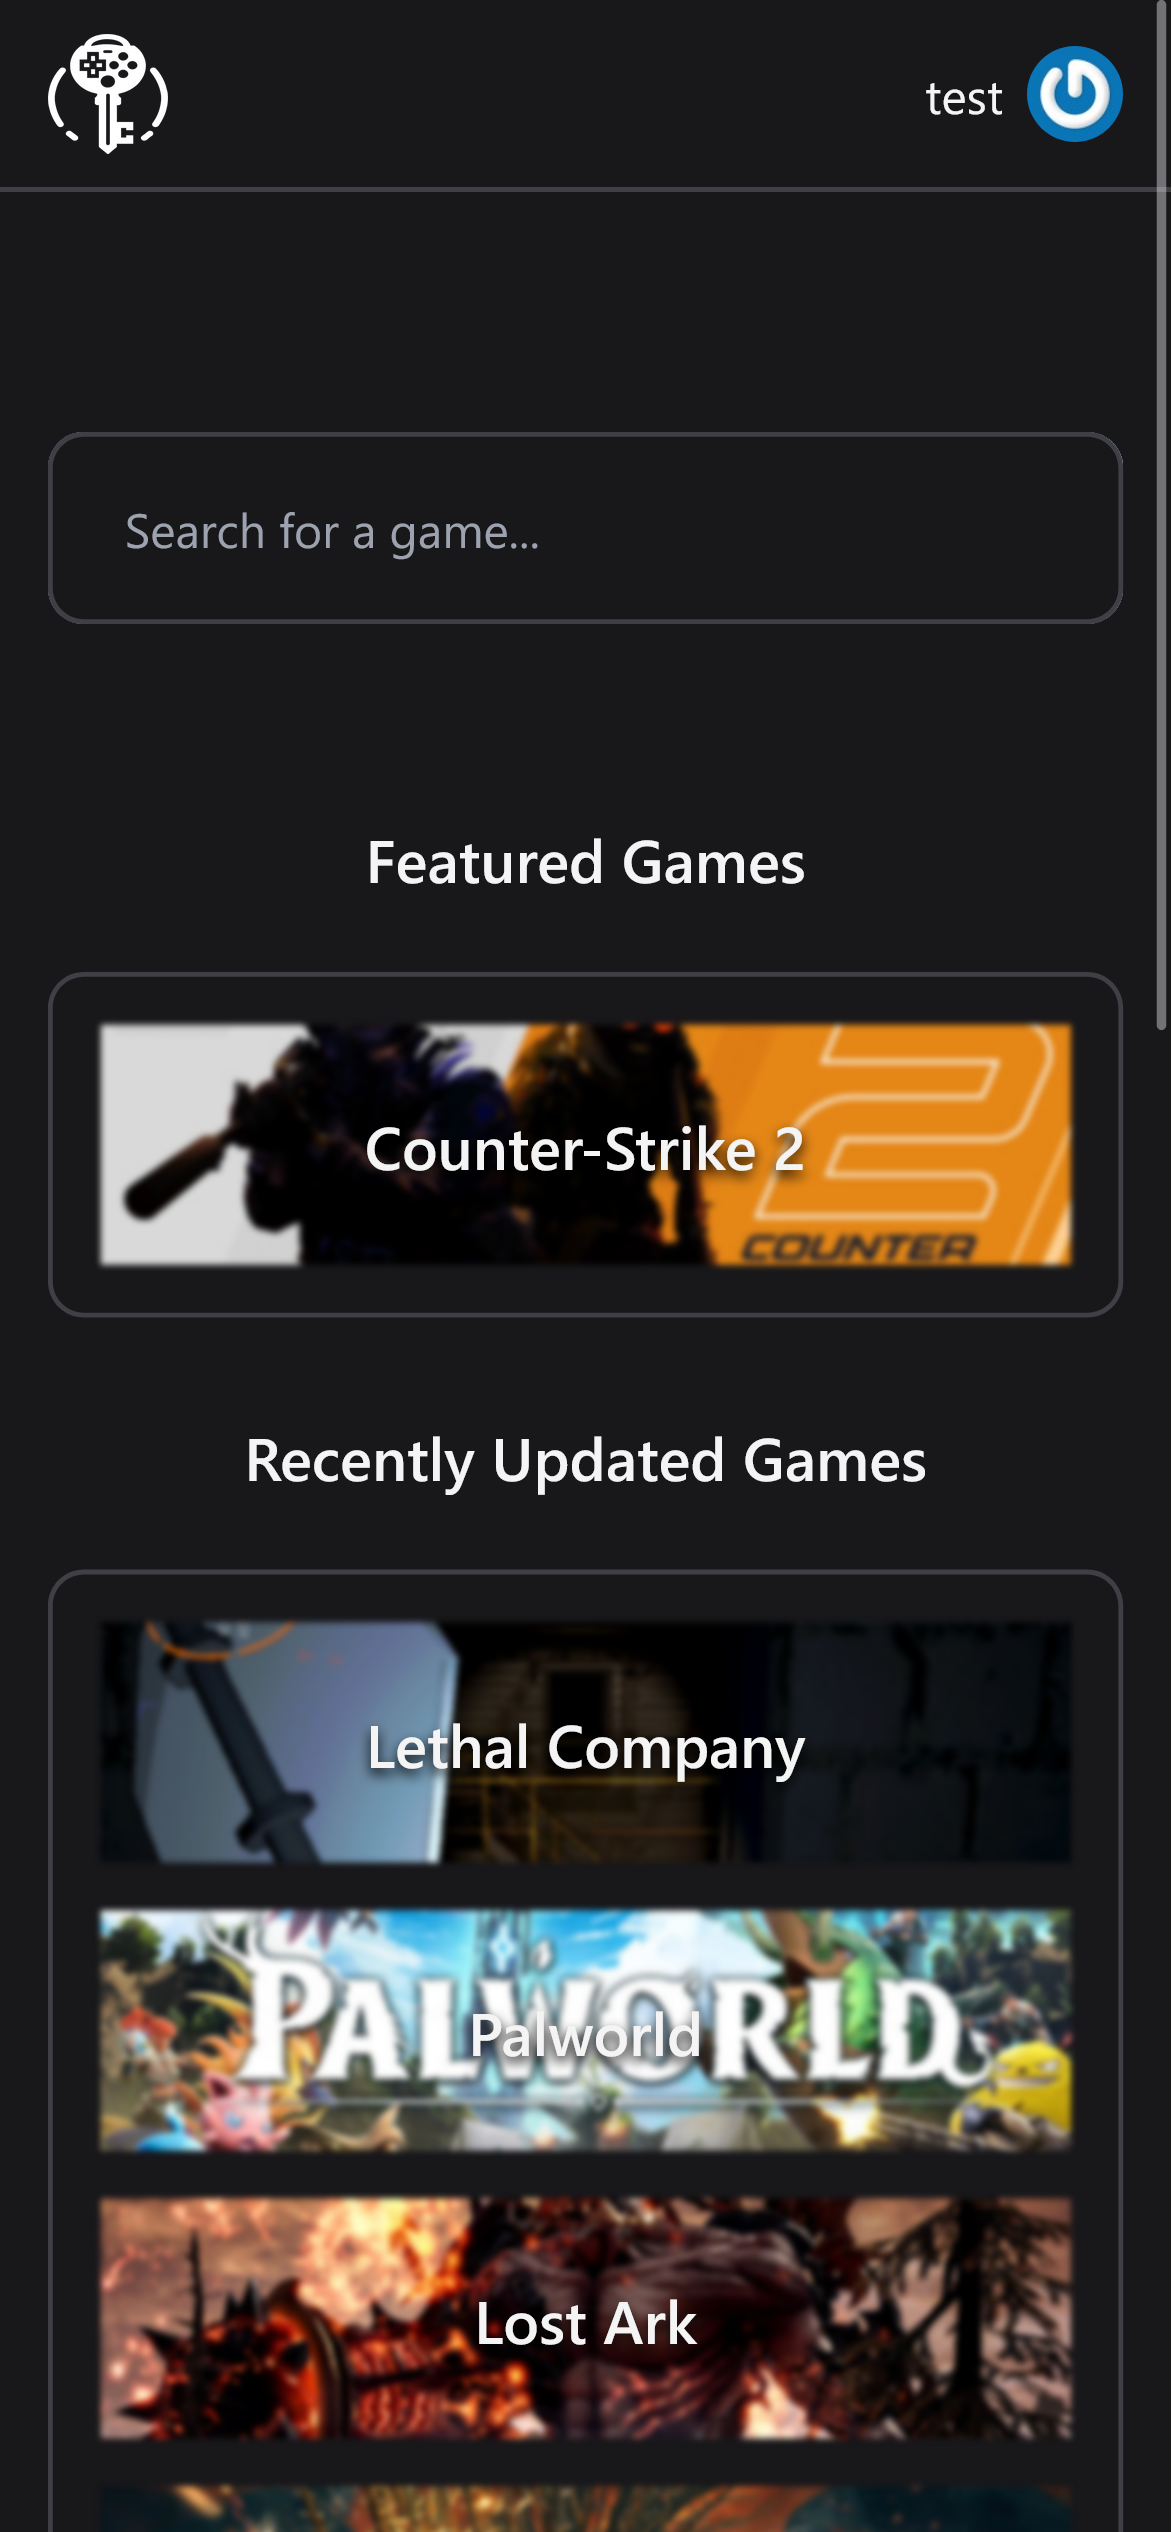 test
Search for a game...
Featured Games
Counter-Strike 2
COUNTER
Recently Updated Games
Lethal Company
PALWORLD
Palworld
Lost Ark